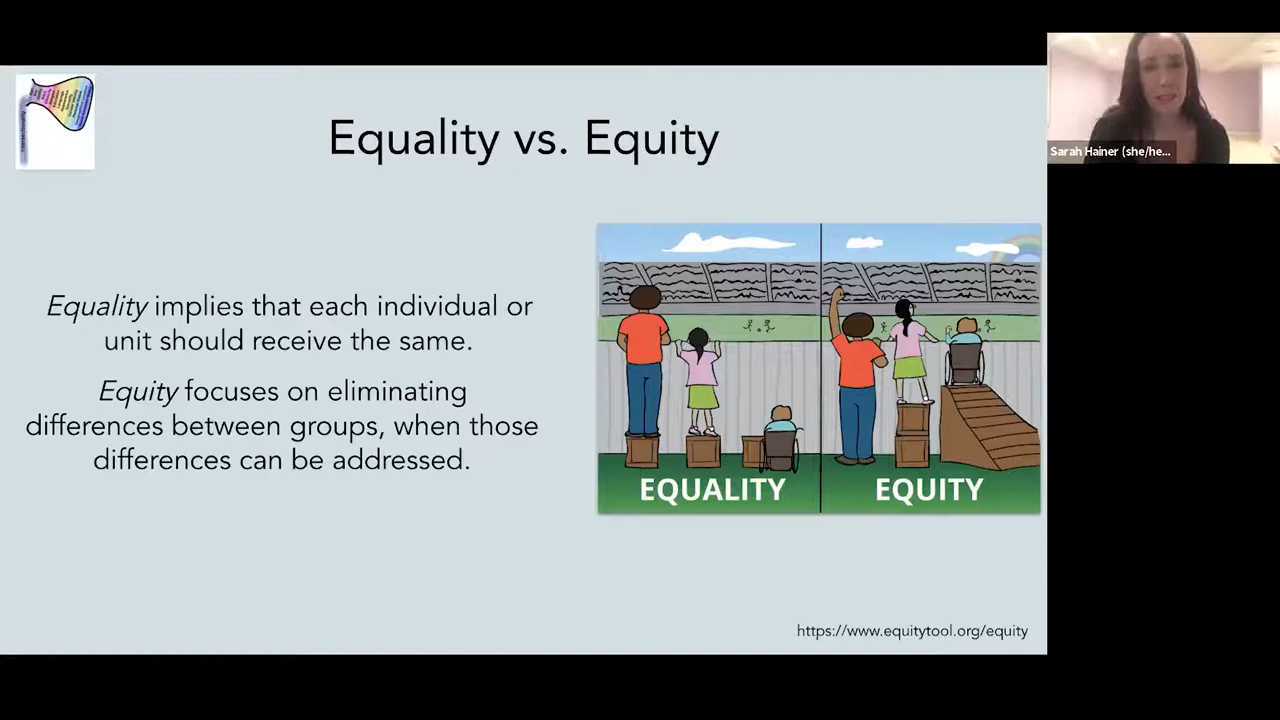 Equality vs. Equity
Sarah Hainer (she/he...
Equality implies that each individual or
unit should receive the same.
Equity focuses on eliminating
differences between groups, when those
differences can be addressed.
EQUALITY
EQUITY
https://www.equitytool.org/equity
Intersectionality